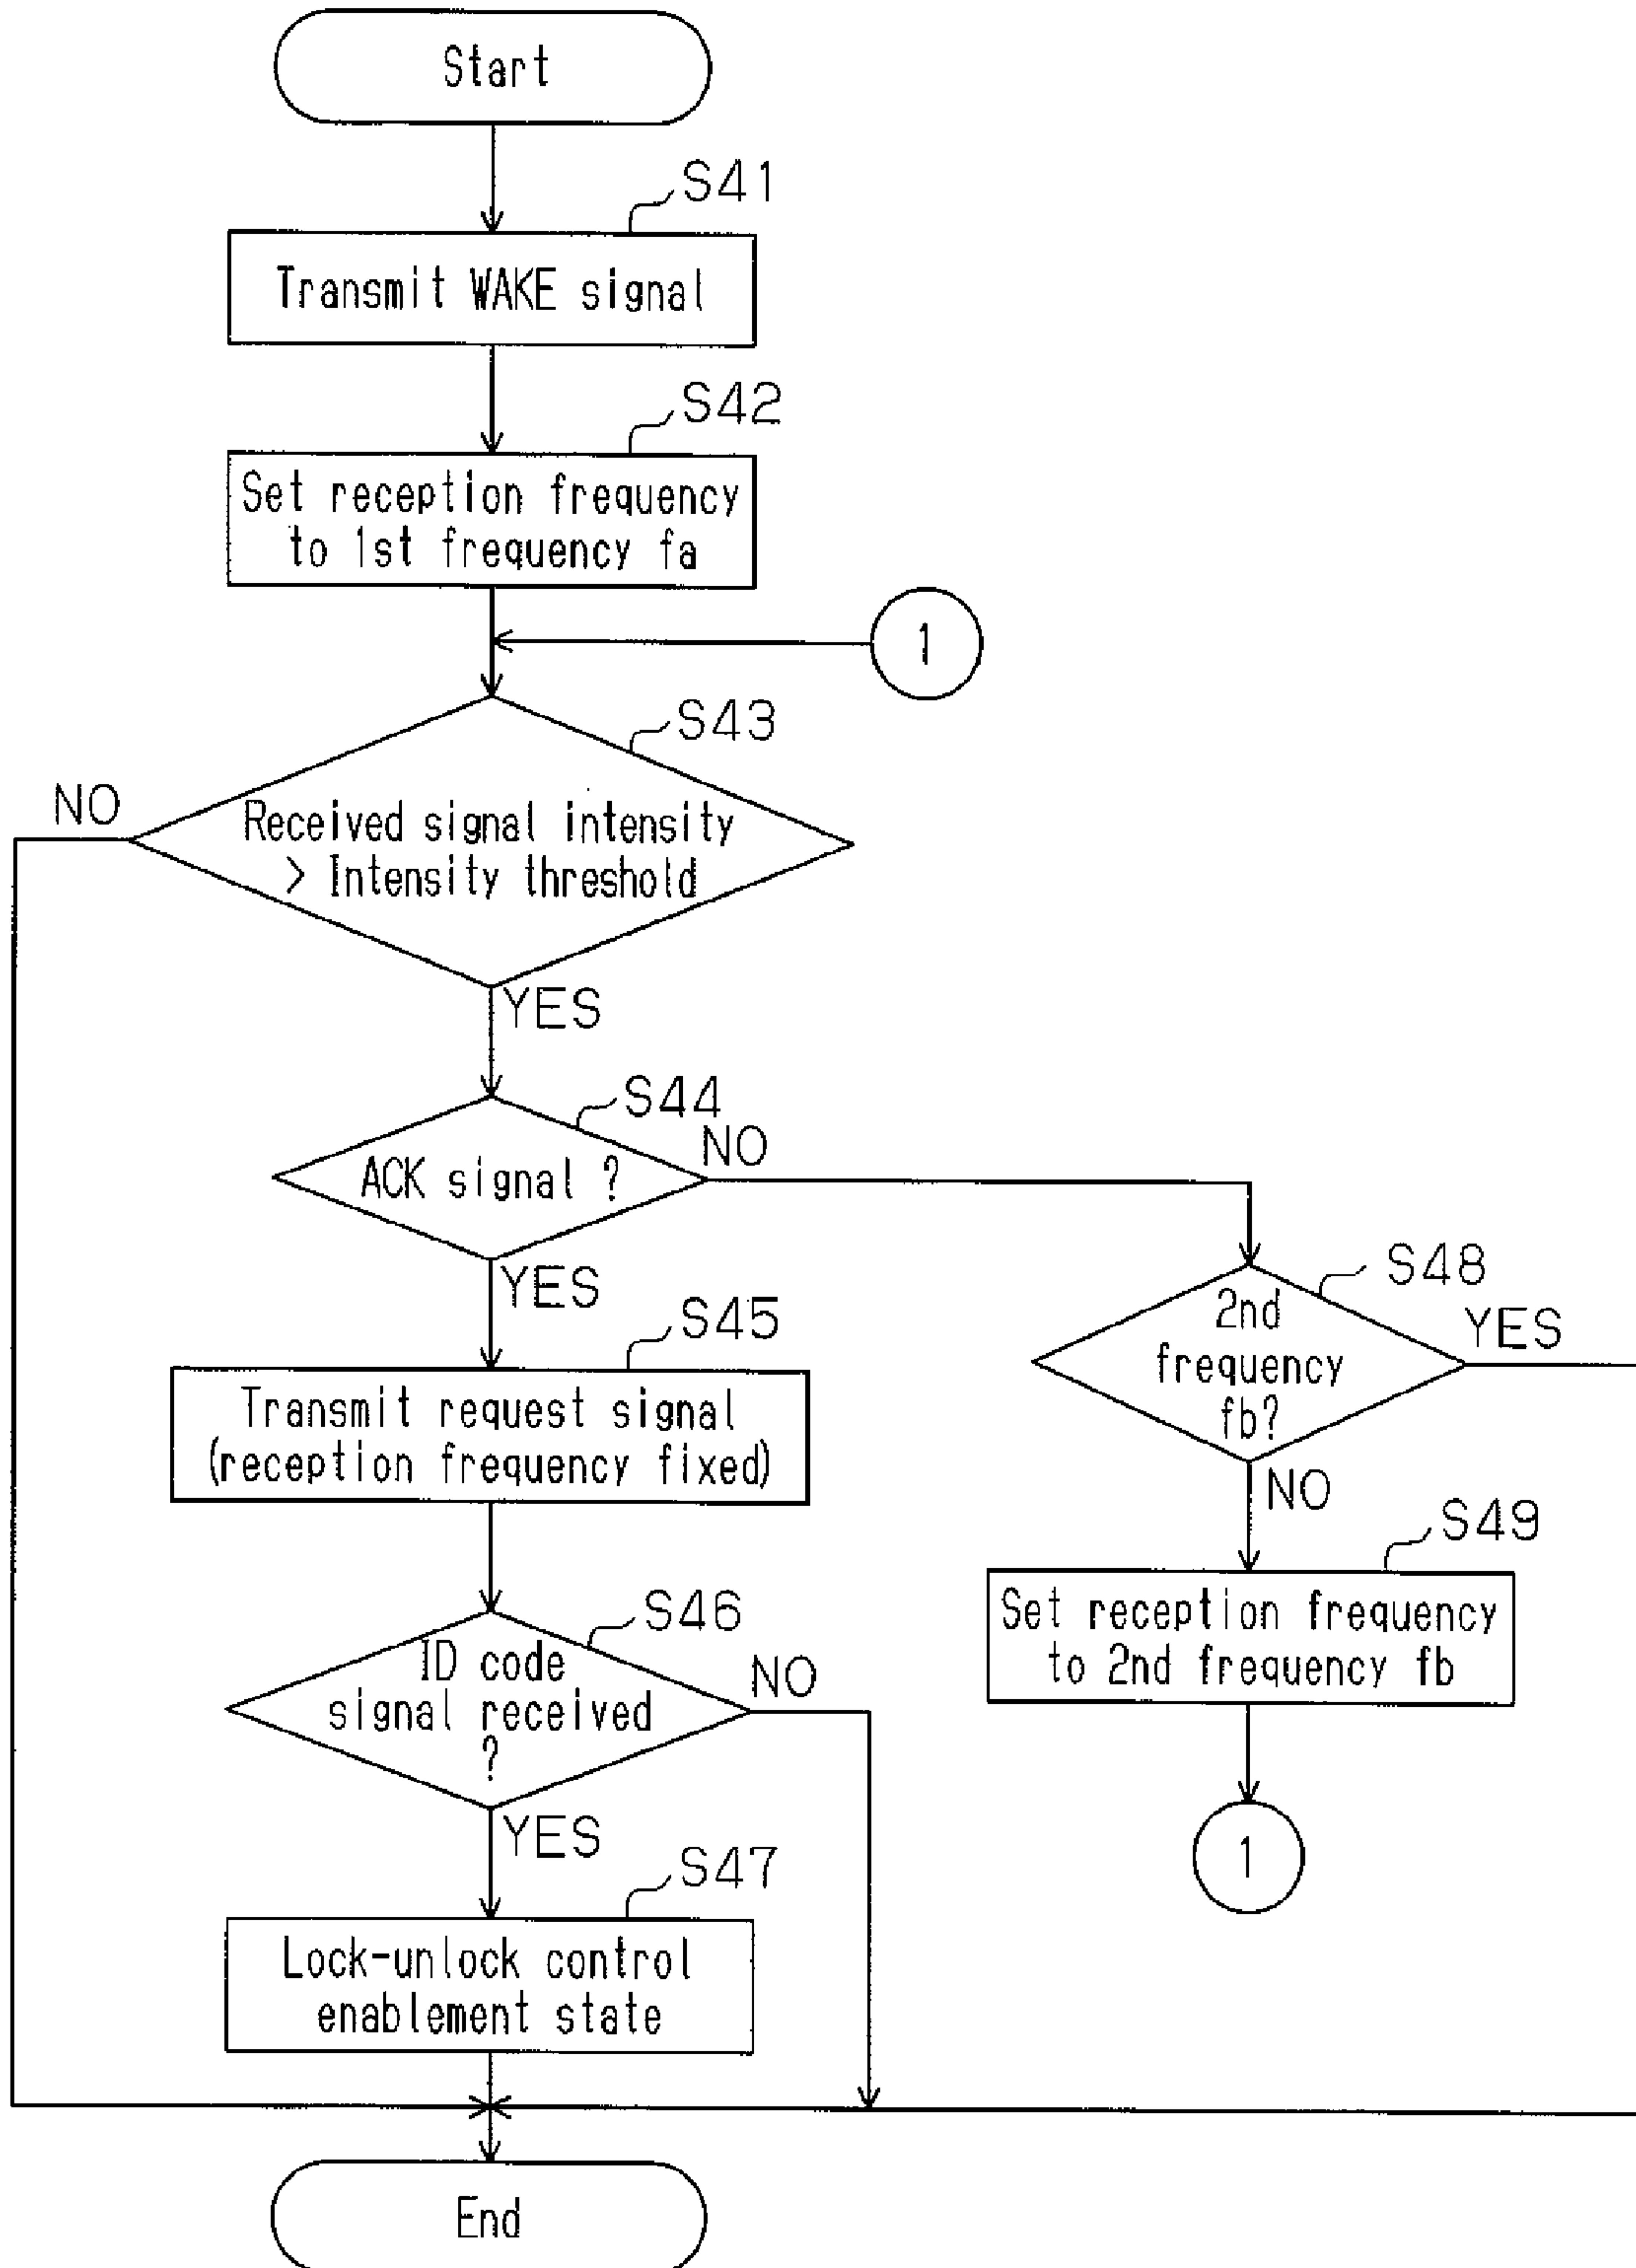 Start
S41
Transmit WAKE signal
S42
Set reception frequency
to 1st frequency fa
1
S43
NO
Received signal intensity
> Intensity threshold
YES
S44
NO
ACK signal ?
YES
S48
2nd
frequency
fb?
YES
NO
S45
Transmit request signal
(reception frequency fixed)
S49
Set reception frequency
to 2nd frequency fb
1
S46
ID code
signal received
?
NO
YES
S47
Lock-unlock control
enablement state
End